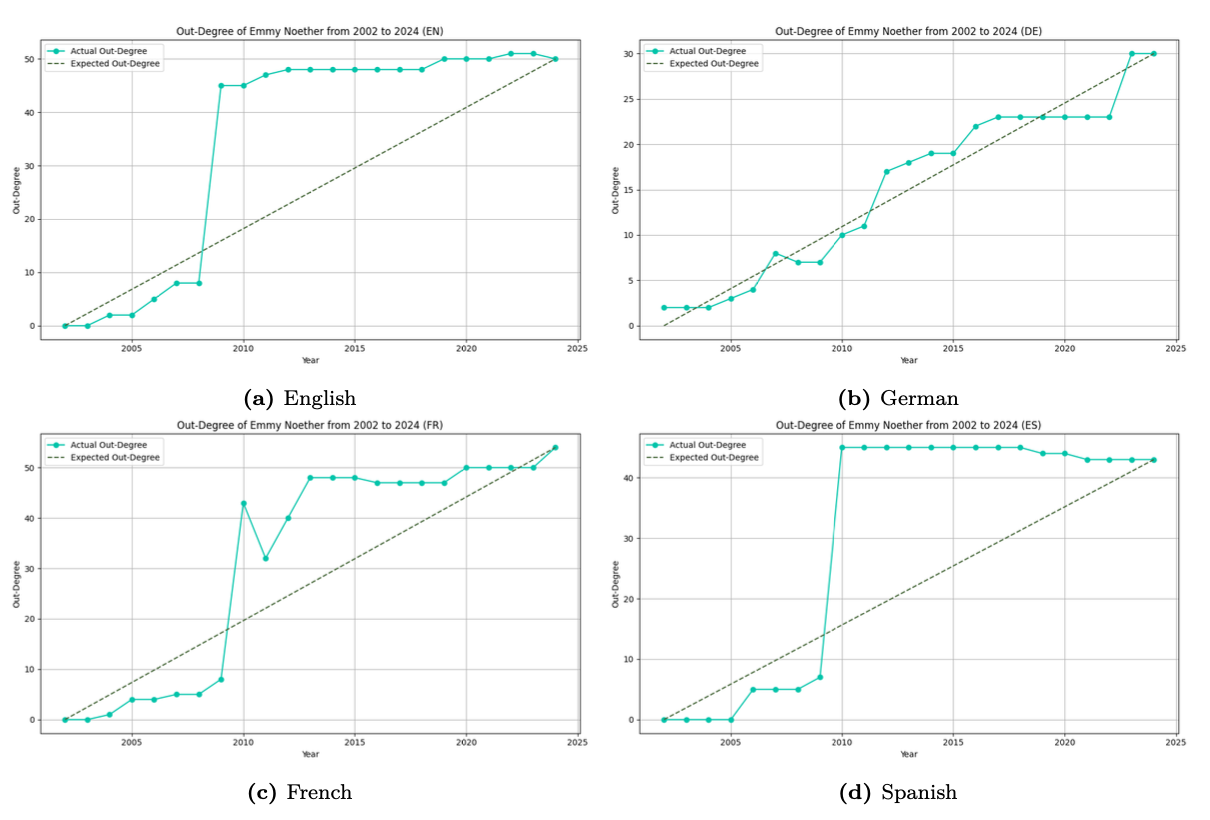 Out-Degree of Emmy Noether from 2002 to 2024 (EN)
Actual Out-Degree
Expected Out-Degree
50
40
30
20
10
0
Out-Degree
2005
2010
2015
2020
2025
Year
(a) English
Out-Degree of Emmy Noether from 2002 to 2024 (DE)
Actual Out-Degree
Expected Out-Degree
30
25
20
15
10
5
0
Out-Degree
2005
2010
2015
2020
2025
Year
(b) German
Out-Degree of Emmy Noether from 2002 to 2024 (FR)
Actual Out-Degree
Expected Out-Degree
50
40
30
20
10
0
Out-Degree
2005
2010
2015
2020
2025
Year
(c) French
Out-Degree of Emmy Noether from 2002 to 2024 (ES)
Actual Out-Degree
Expected Out-Degree
40
30
20
10
0
Out-Degree
2005
2010
2015
2020
2025
Year
(d) Spanish